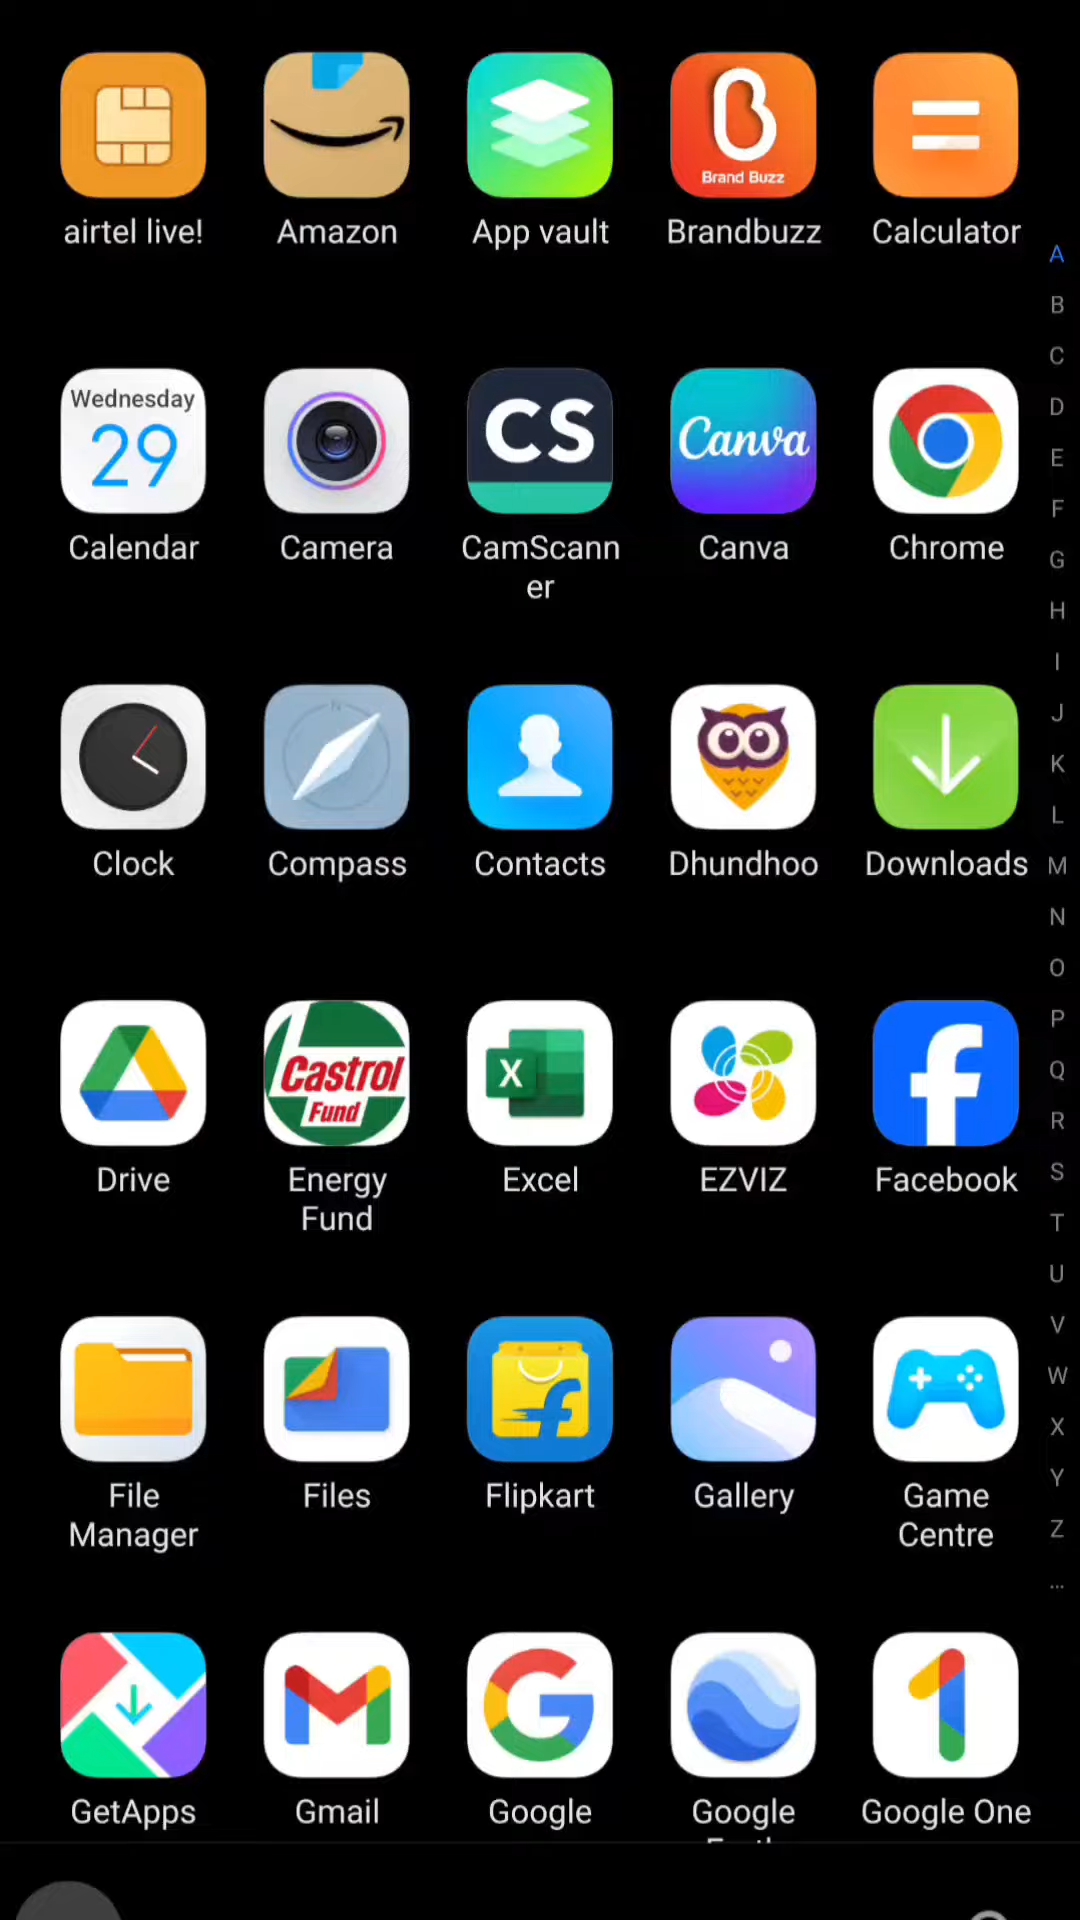 Brand Buzz
airtel live!
Amazon
App vault
Brandbuzz
Calculator
A
B
C
D
E
F
G
H
I
J
K
L
M
N
O
P
Q
R
S
T
U
V
W
X
Y
Z
...
Wednesday
29
CS
Canva
Calendar
Camera
CamScann
er
Canva
Chrome
N
Clock
Compass
Contacts
Dhundhoo
Downloads
Castrol
Fund
X
f
Drive
Energy
Fund
Excel
EZVIZ
Facebook
f
File
Manager
Files
Flipkart
Gallery
Game
Centre
M
G
1
GetApps
Gmail
Google
Google
Google One